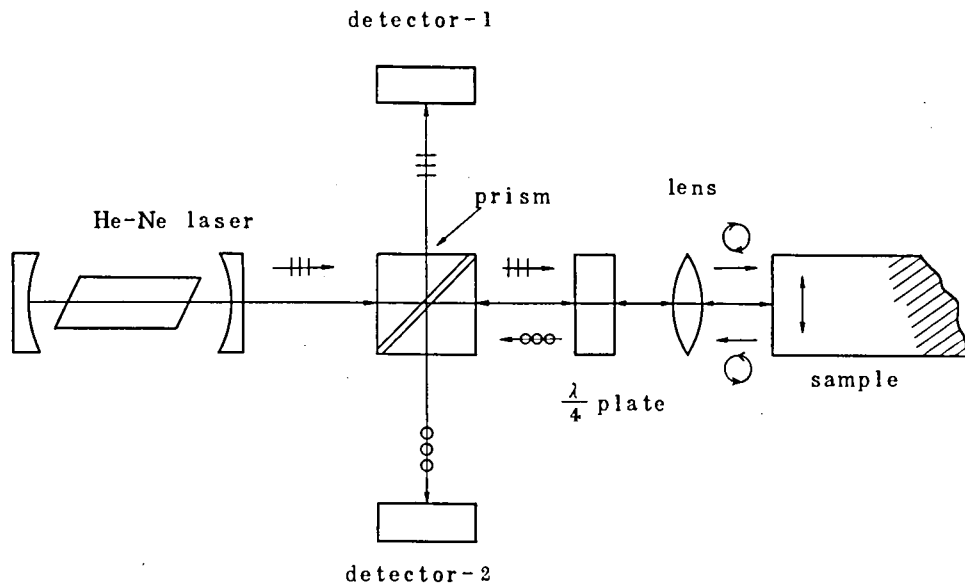 detector-1
prism
lens
He-Ne laser
λ/4 plate
sample
detector-2